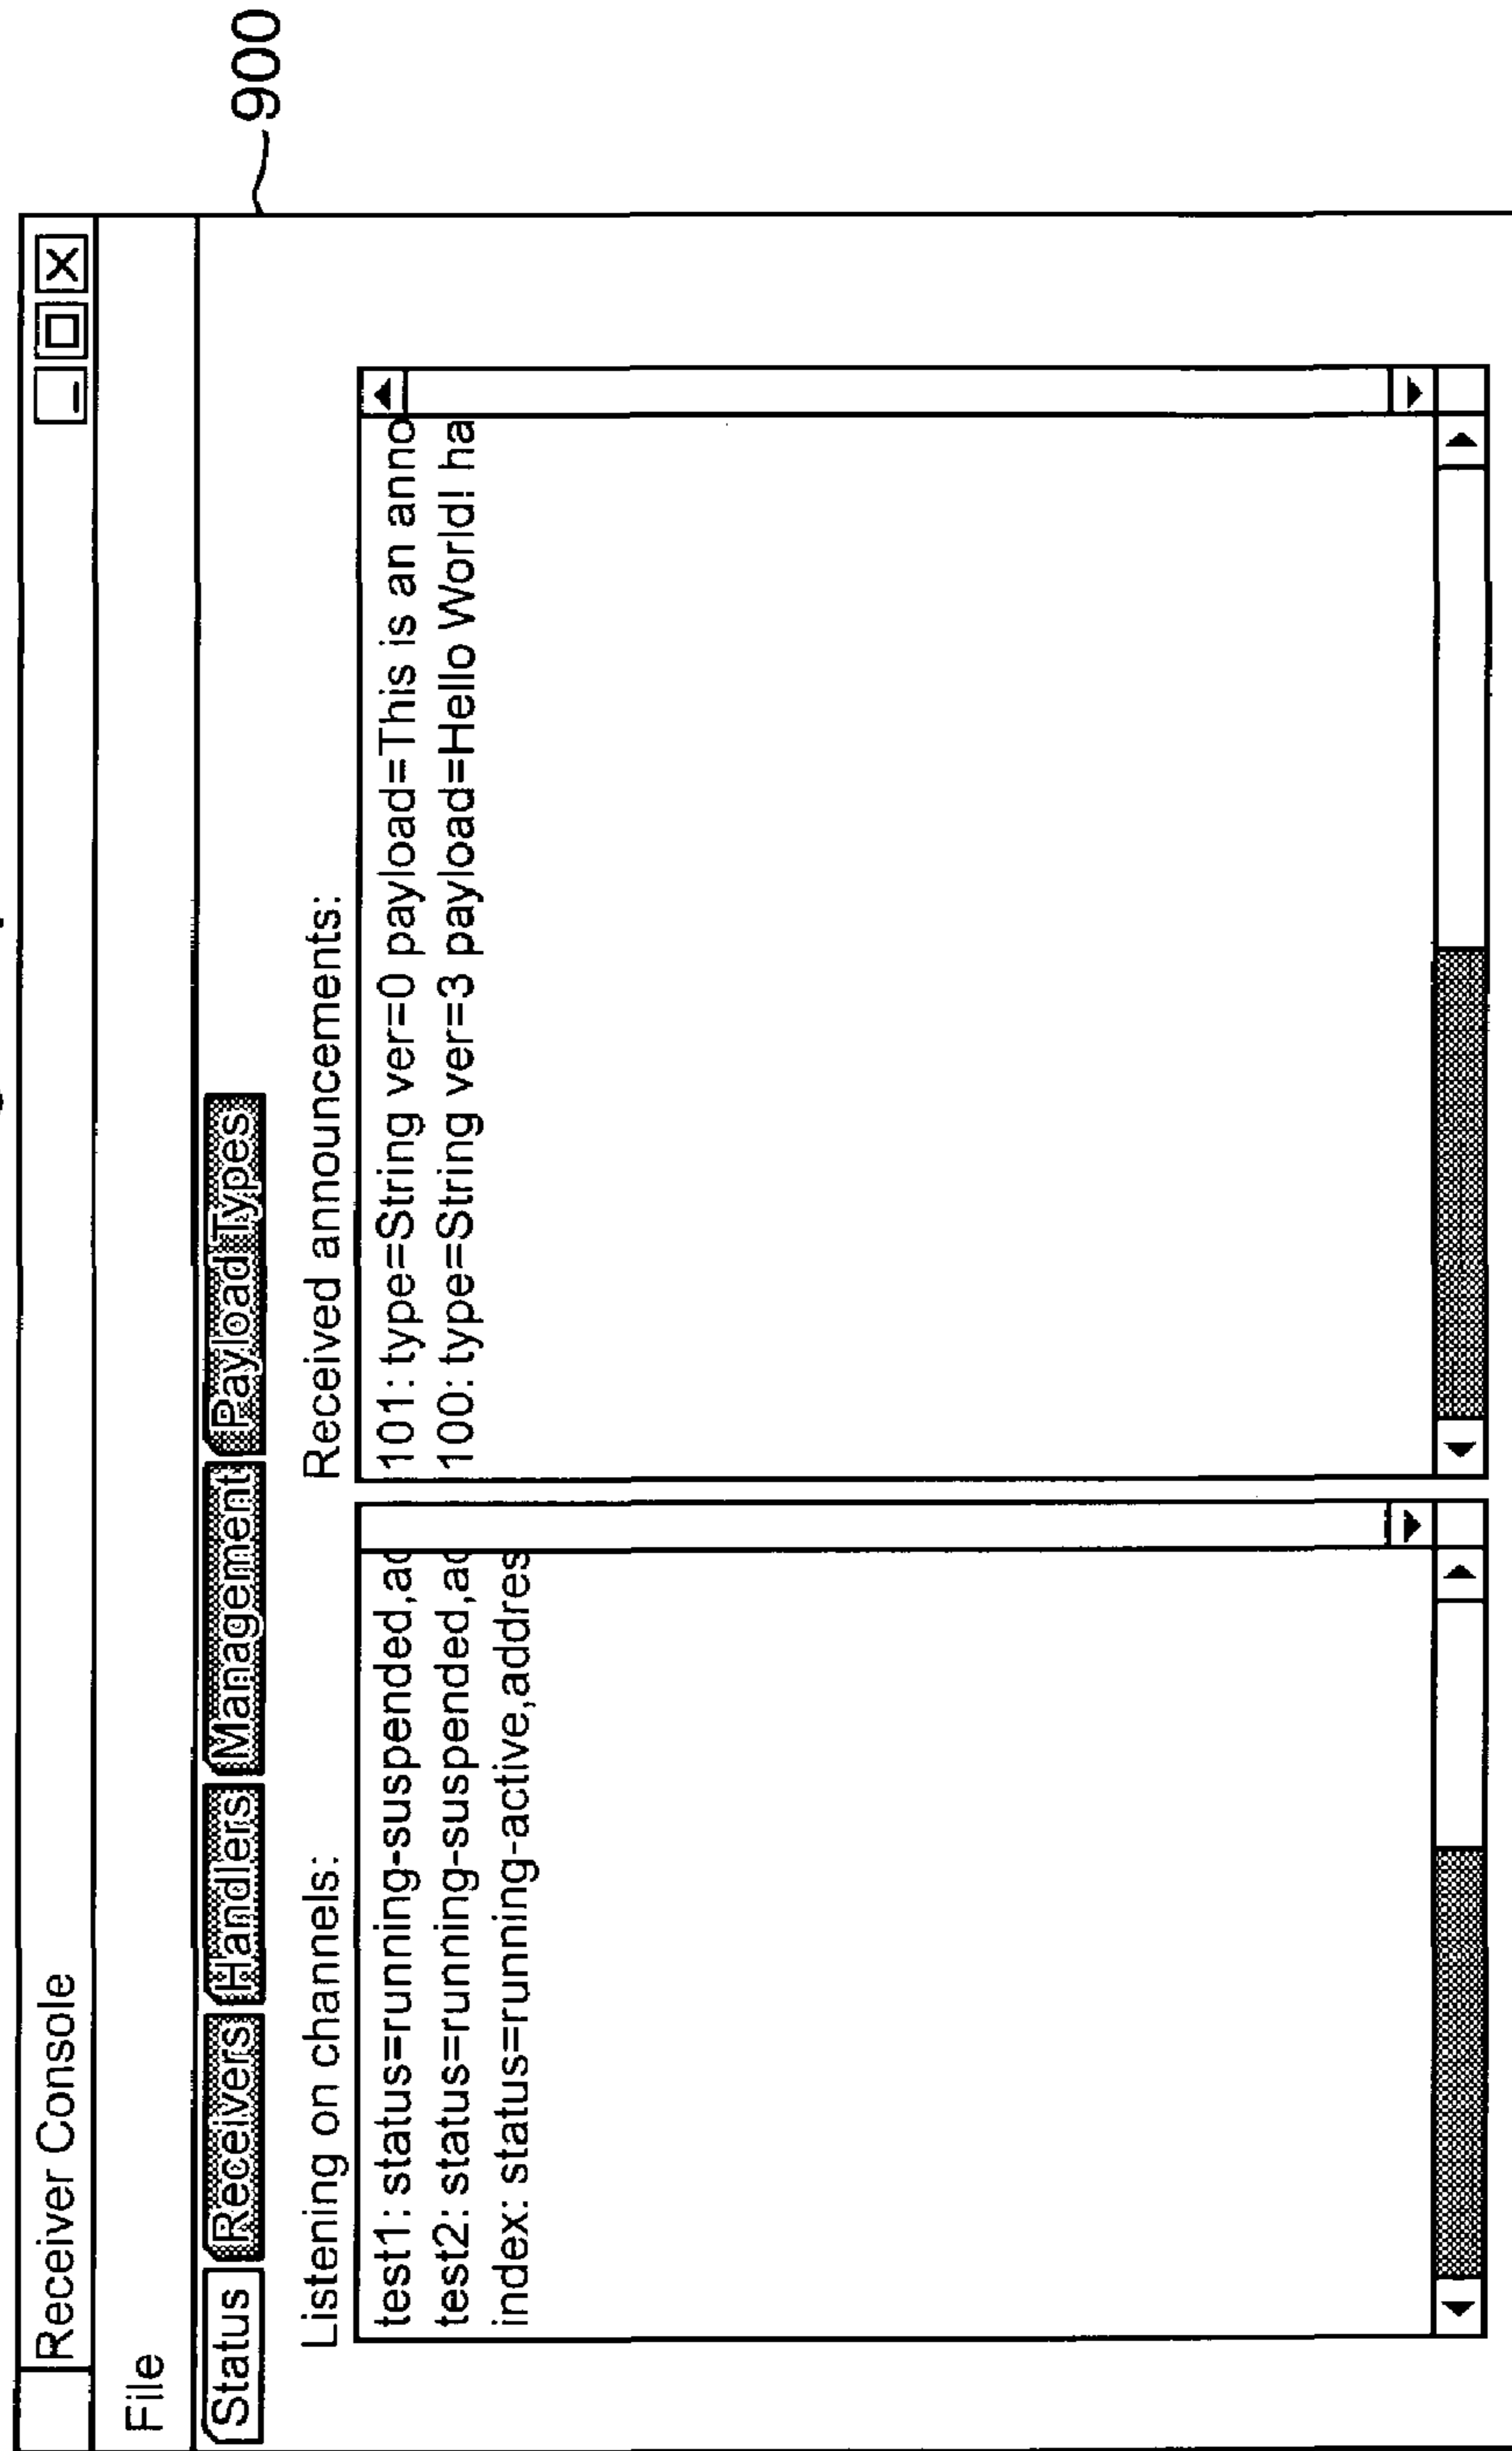 900
Receiver Console
File
Status Receivers Handlers Management Payload Types
Listening on channels:
test1: status=running-suspended,ad
test2: status=running-suspended,ad
index: status=running-active,addres
Received announcements:
101: type=String ver=0 payload=This is an anno
100: type=String ver=3 payload=Hello World! ha